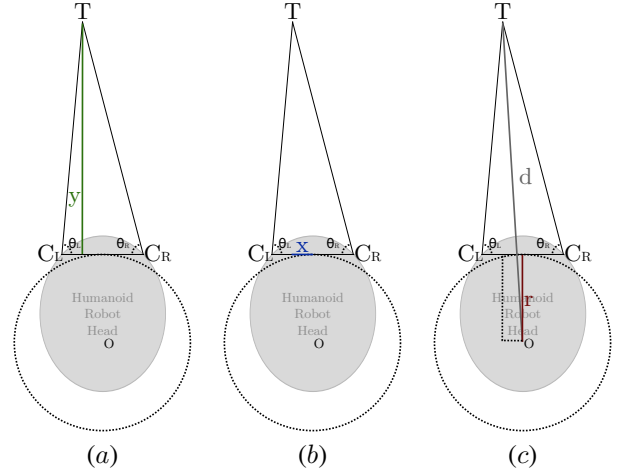 T T T
y
d
θL θR θL θR θL θR
x
CL CR CL CR CL CR
Humanoid Humanoid Humanoid
r
Robot Robot Robot
Head Head Head
O O O
(a) (b) (c)